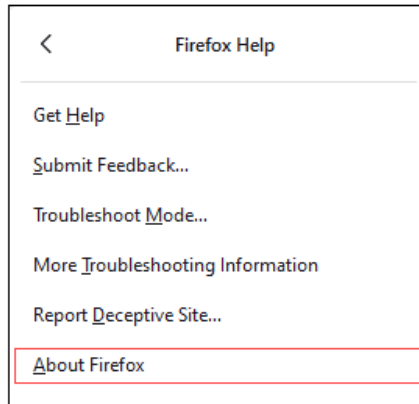 Firefox Help
Get Help
Submit Feedback...
Troubleshoot Mode...
More Troubleshooting Information
Report Deceptive Site...
About Firefox